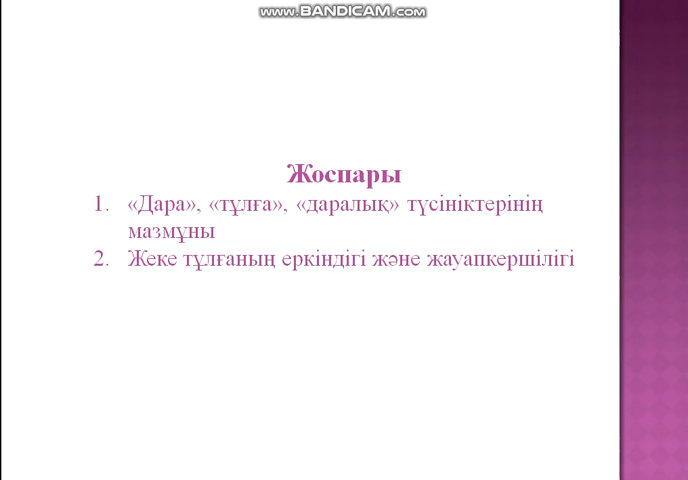 www.BANDICAM.com
Жоспары
1. «Дара», «тұлға», «даралық» түсініктерінің
мазмұны
2. Жеке тұлғаның еркіндігі және жауапкершілігі